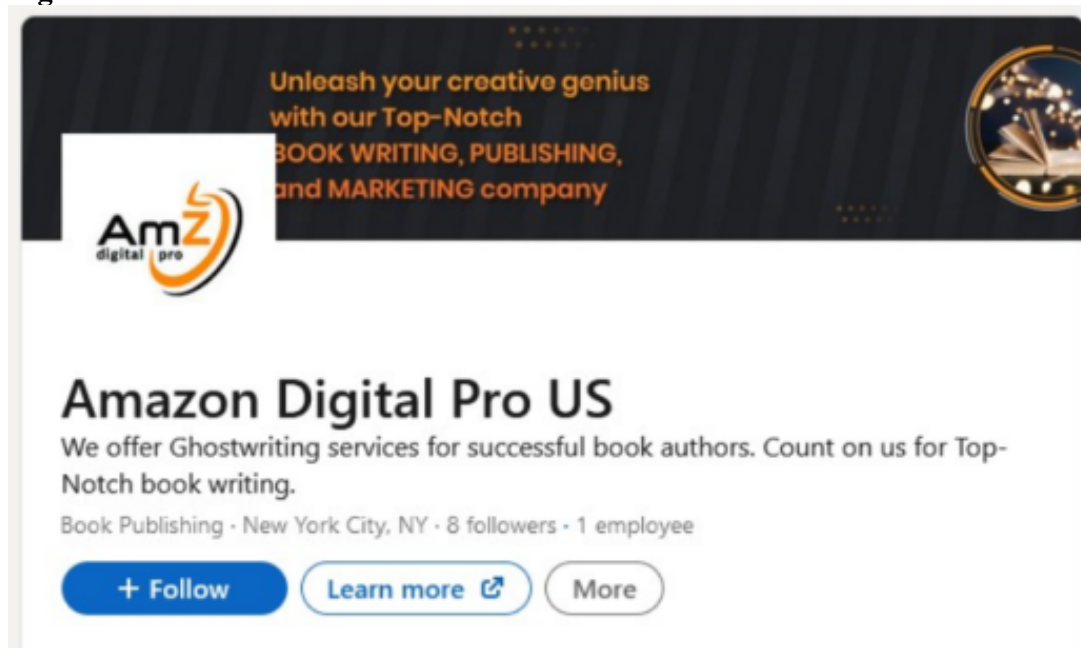 Unleash your creative genius
with our Top-Notch
BOOK WRITING, PUBLISHING,
and MARKETING company
AmZ
digital pro
Amazon Digital Pro US
We offer Ghostwriting services for successful book authors. Count on us for Top-
Notch book writing.
Book Publishing · New York City, NY · 8 followers · 1 employee
+ Follow
Learn more
More